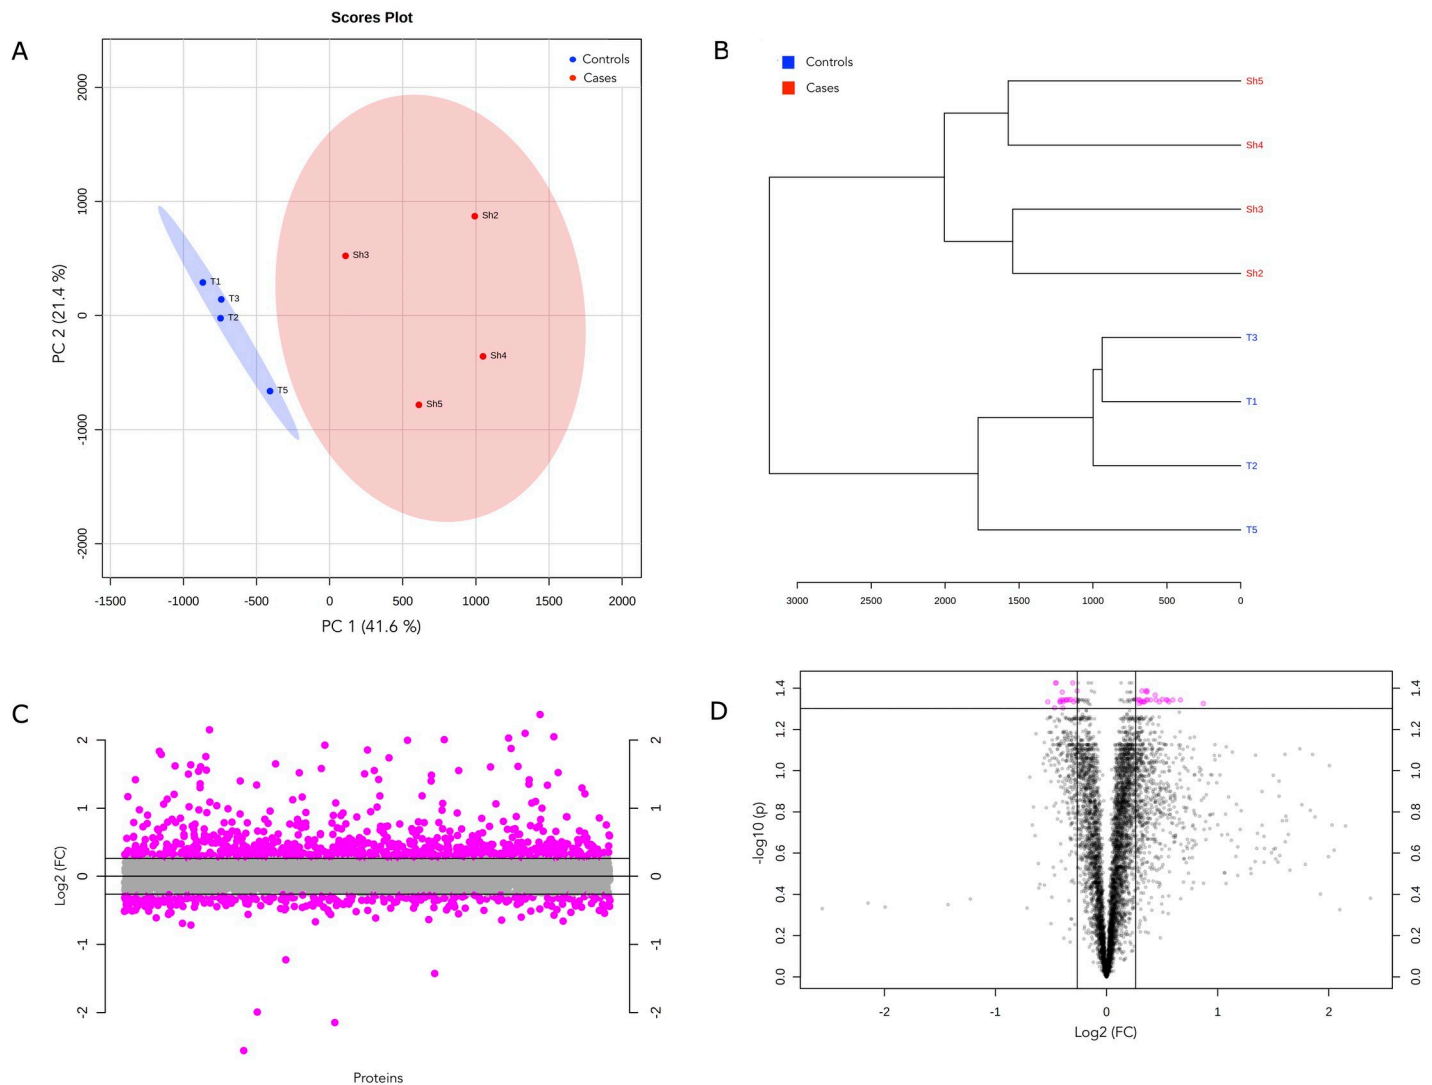 Scores Plot
A
Controls
Cases
T1
T3
T2
T5
Sh3
Sh2
Sh4
Sh5
PC 2 (21.4 %)
2000
1000
0
-1000
-2000
-1500
-1000
-500
0
500
1000
1500
2000
PC 1 (41.6 %)
B
Controls
Cases
Sh5
Sh4
Sh3
Sh2
T3
T1
T2
T5
3000
2500
2000
1500
1000
500
0
C
Log2 (FC)
2
1
0
-1
-2
2
1
0
-1
-2
Proteins
D
-log10 (p)
1.4
1.2
1.0
0.8
0.6
0.4
0.2
0.0
1.4
1.2
1.0
0.8
0.6
0.4
0.2
0.0
-2
-1
0
1
2
Log2 (FC)